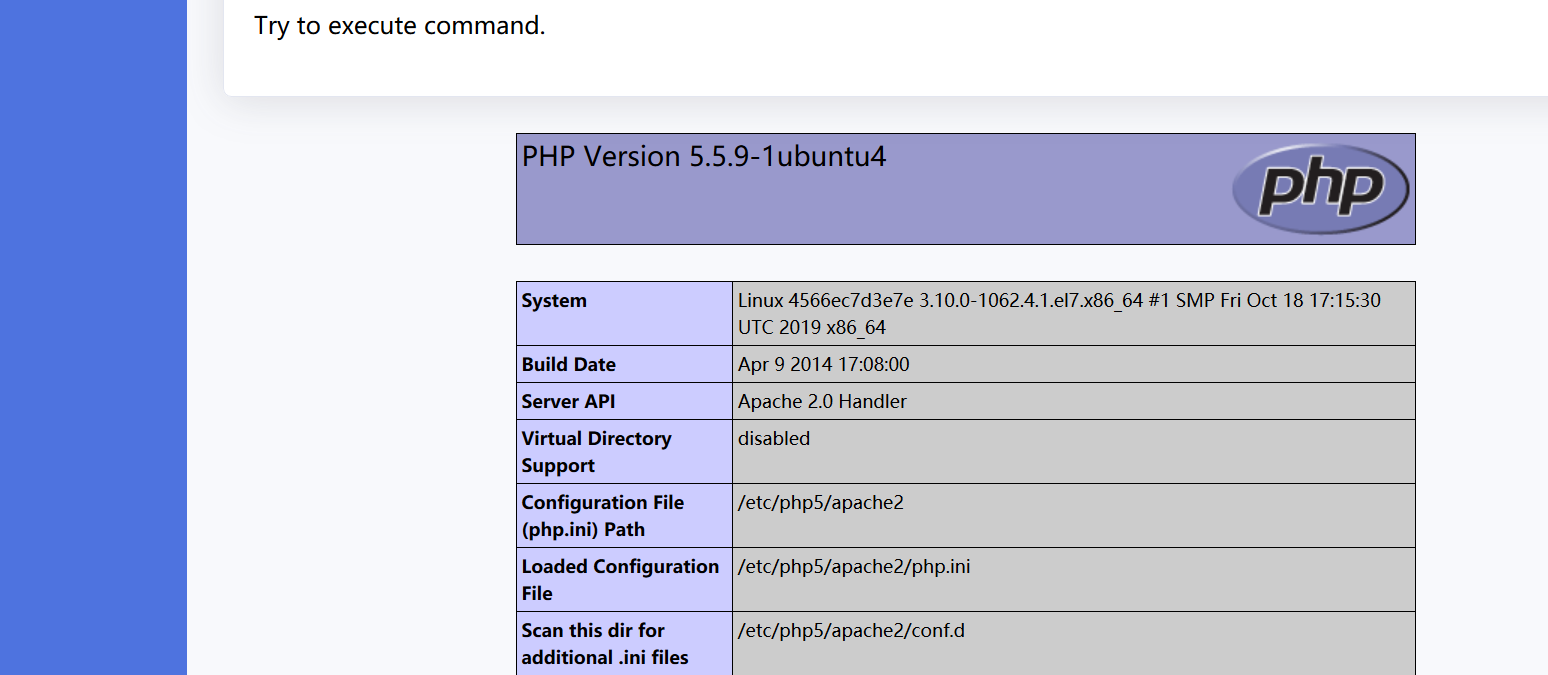 Try to execute command.
PHP Version 5.5.9-1ubuntu4
php
System
Linux 4566ec7d3e7e 3.10.0-1062.4.1.el7.x86_64 #1 SMP Fri Oct 18 17:15:30
UTC 2019 x86_64
Build Date
Apr 9 2014 17:08:00
Server API
Apache 2.0 Handler
Virtual Directory
Support
disabled
Configuration File
(php.ini) Path
/etc/php5/apache2
Loaded Configuration
File
/etc/php5/apache2/php.ini
Scan this dir for
additional .ini files
/etc/php5/apache2/conf.d